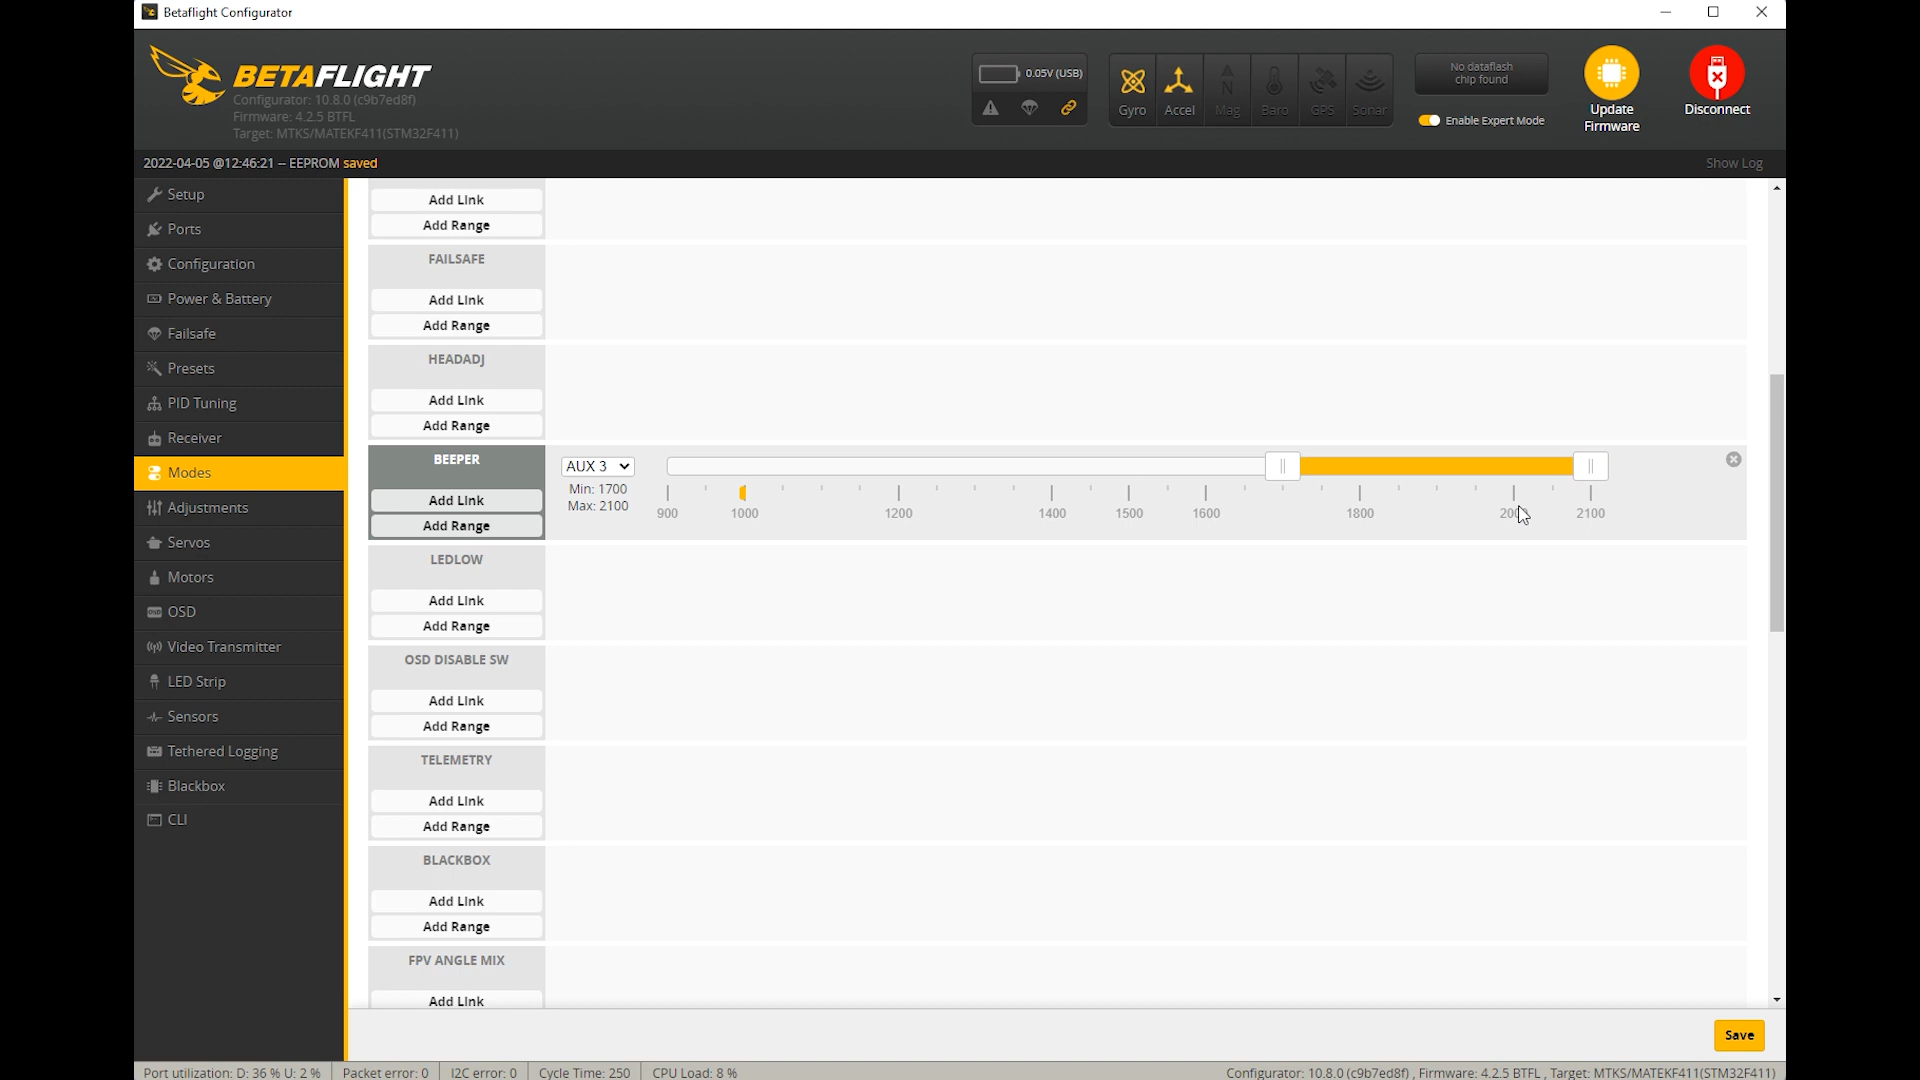 Betaflight Configurator
BETAFLIGHT
Configurator: 10.8.0 (c9b7ed8f)
Firmware: 4.2.5 BTFL
Target: MTKS/MATEKF411(STM32F411)
0.05V (USB)
Gyro
Accel
Mag
Baro
GPS
Sonar
No dataflash
chip found
Enable Expert Mode
Update
Firmware
Disconnect
2022-04-05 @12:46:21 -- EEPROM saved
Show Log
Setup
Ports
Configuration
Power & Battery
Failsafe
Presets
PID Tuning
Receiver
Modes
Adjustments
Servos
Motors
OSD
Video Transmitter
LED Strip
Sensors
Tethered Logging
Blackbox
CLI
Add Link
Add Range
FAILSAFE
Add Link
Add Range
HEADADJ
Add Link
Add Range
BEEPER
Add Link
Add Range
AUX 3
Min: 1700
Max: 2100
900 1000 1200 1400 1500 1600 1800 2000 2100
LEDLOW
Add Link
Add Range
OSD DISABLE SW
Add Link
Add Range
TELEMETRY
Add Link
Add Range
BLACKBOX
Add Link
Add Range
FPV ANGLE MIX
Add Link
Save
Port utilization: D: 36 % U: 2 % Packet error: 0 I2C error: 0 Cycle Time: 250 CPU Load: 8 % Configurator: 10.8.0 (c9b7ed8f) , Firmware: 4.2.5 BTFL , Target: MTKS/MATEKF411(STM32F411)